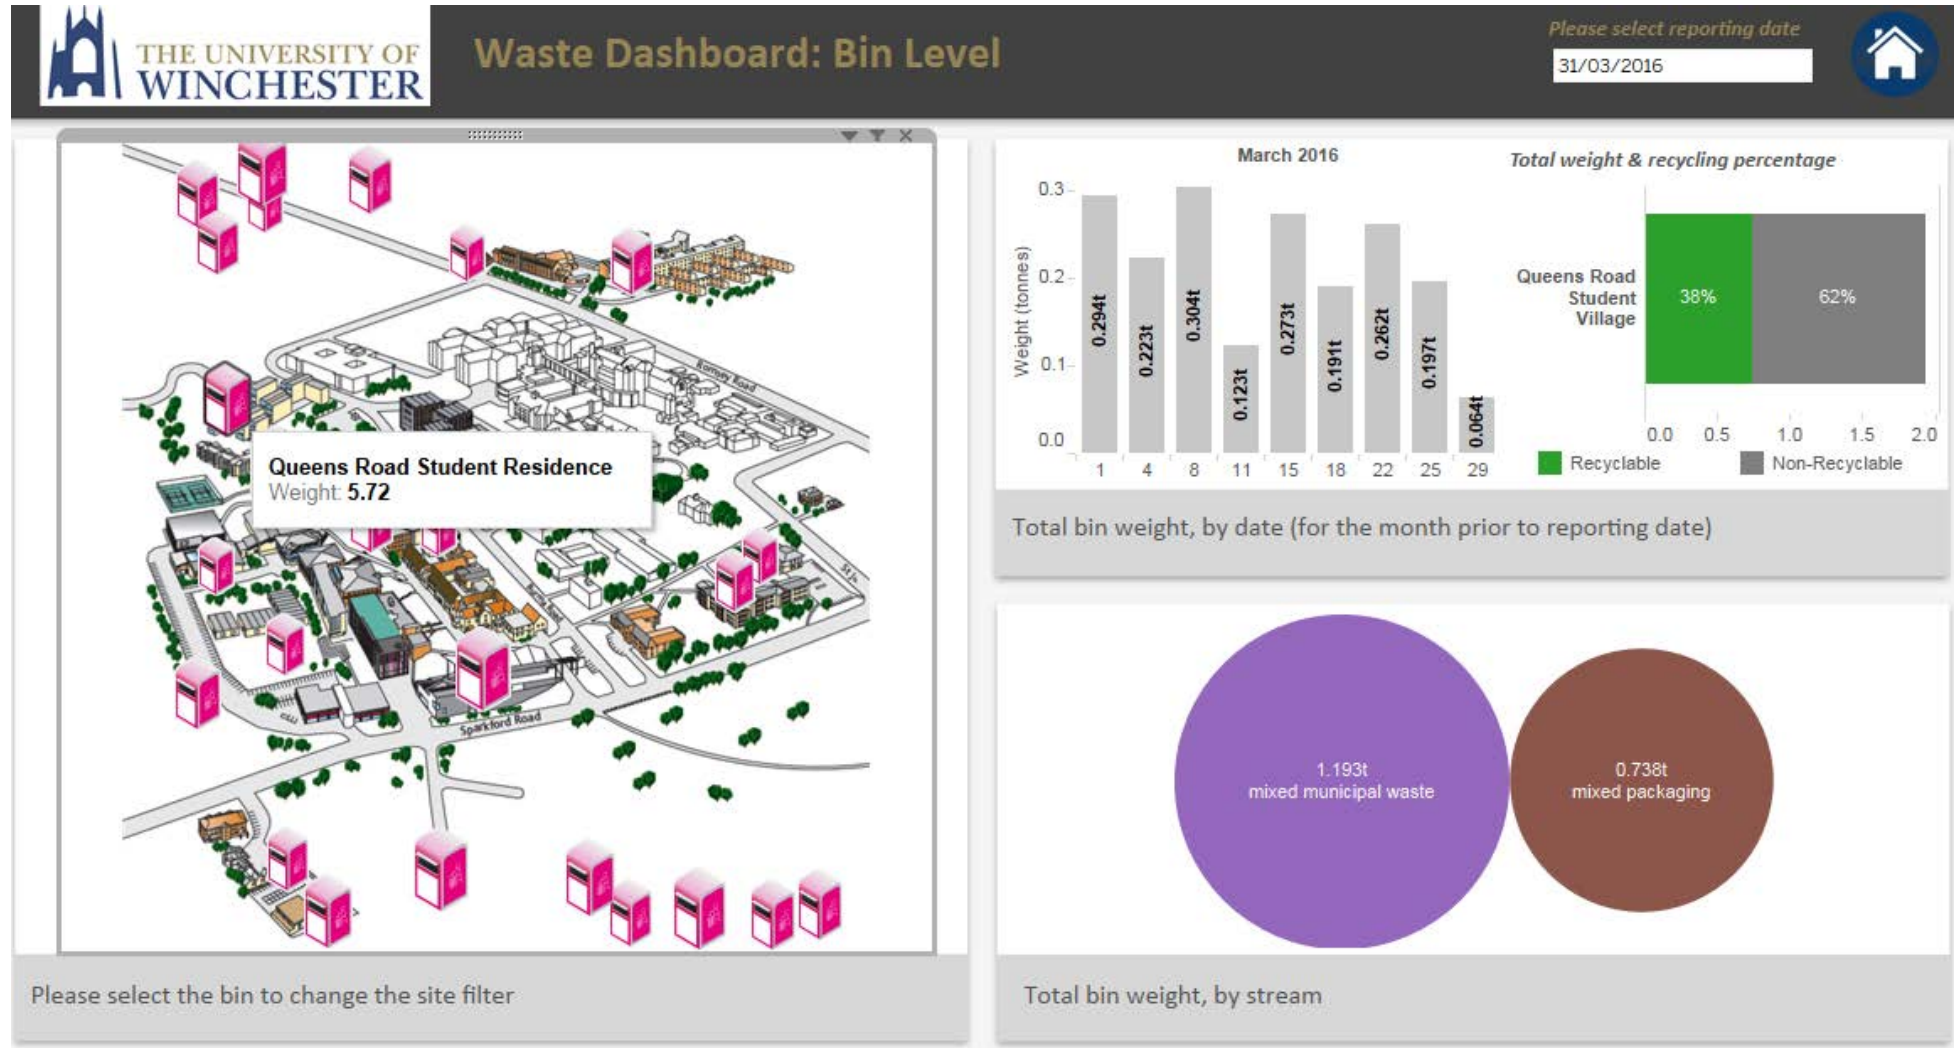 THE UNIVERSITY OF
WINCHESTER
Waste Dashboard: Bin Level
Please select reporting date
31/03/2016
Romsey Road
Queens Road Student Residence
Weight: 5.72
Sparkford Road
Please select the bin to change the site filter
March 2016
Weight (tonnes)
0.3
0.2
0.1
0.0
0.294t
0.223t
0.304t
0.123t
0.273t
0.191t
0.262t
0.197t
0.064t
1 4 8 11 15 18 22 25 29
Total weight & recycling percentage
Queens Road
Student
Village
38% 62%
0.0 0.5 1.0 1.5 2.0
Recyclable Non-Recyclable
Total bin weight, by date (for the month prior to reporting date)
1.193t
mixed municipal waste
0.738t
mixed packaging
Total bin weight, by stream